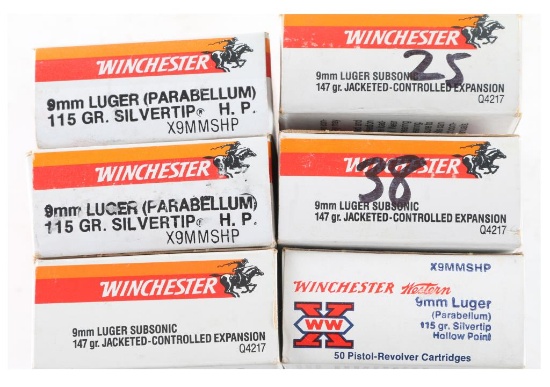 WINCHESTER
9mm LUGER (PARABELLUM)
115 GR. SILVERTIP® H. P.
X9MMSHP
WINCHESTER
25
9mm LUGER SUBSONIC
147 gr. JACKETED-CONTROLLED EXPANSION
Q4217
WINCHESTER
9mm LUGER (PARABELLUM)
115 GR. SILVERTIP® H. P.
X9MMSHP
WINCHESTER
38
9mm LUGER SUBSONIC
147 gr. JACKETED-CONTROLLED EXPANSION
Q4217
WINCHESTER
9mm LUGER SUBSONIC
147 gr. JACKETED-CONTROLLED EXPANSION
Q4217
X9MMSHP
WINCHESTER Western
X
WW
9mm Luger
(Parabellum)
115 gr. Silvertip
Hollow Point
50 Pistol-Revolver Cartridges